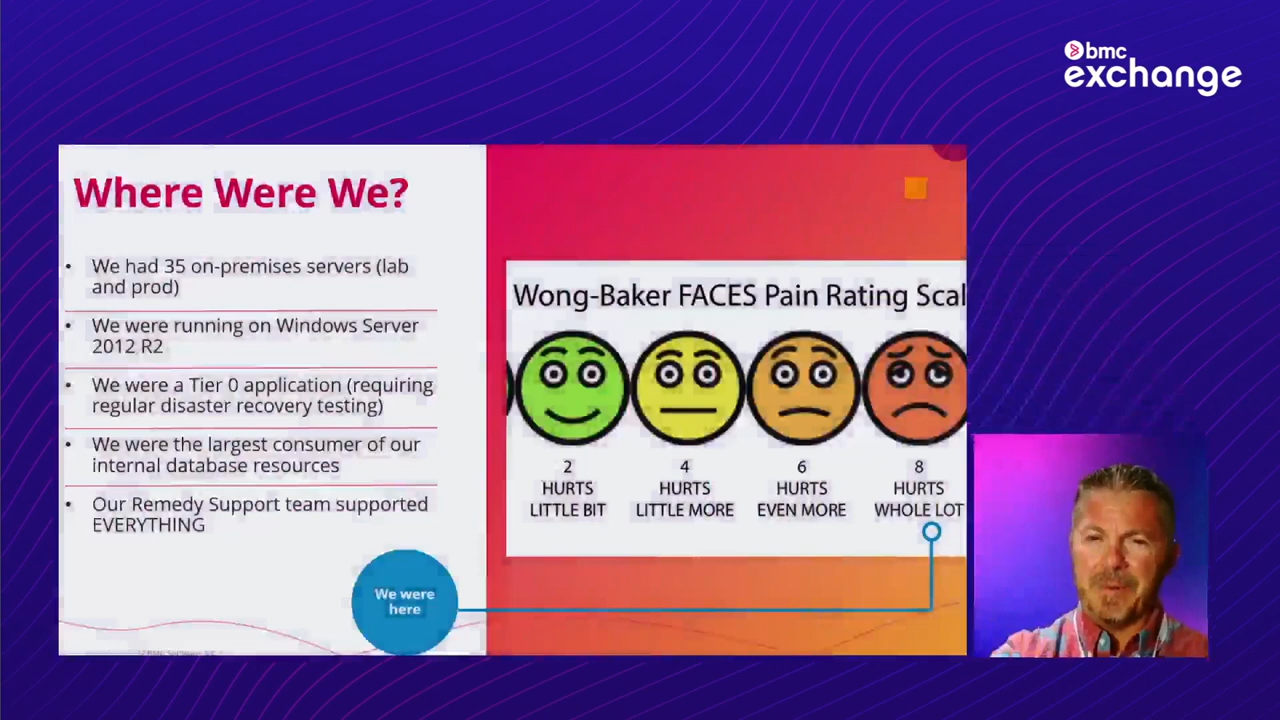 bmc
exchange
Where Were We?
• We had 35 on-premises servers (lab
and prod)
• We were running on Windows Server
2012 R2
• We were a Tier 0 application (requiring
regular disaster recovery testing)
• We were the largest consumer of our
internal database resources
• Our Remedy Support team supported
EVERYTHING
We were
here
Wong-Baker FACES Pain Rating Scal
2
HURTS
LITTLE BIT
4
HURTS
LITTLE MORE
6
HURTS
EVEN MORE
8
HURTS
WHOLE LOT